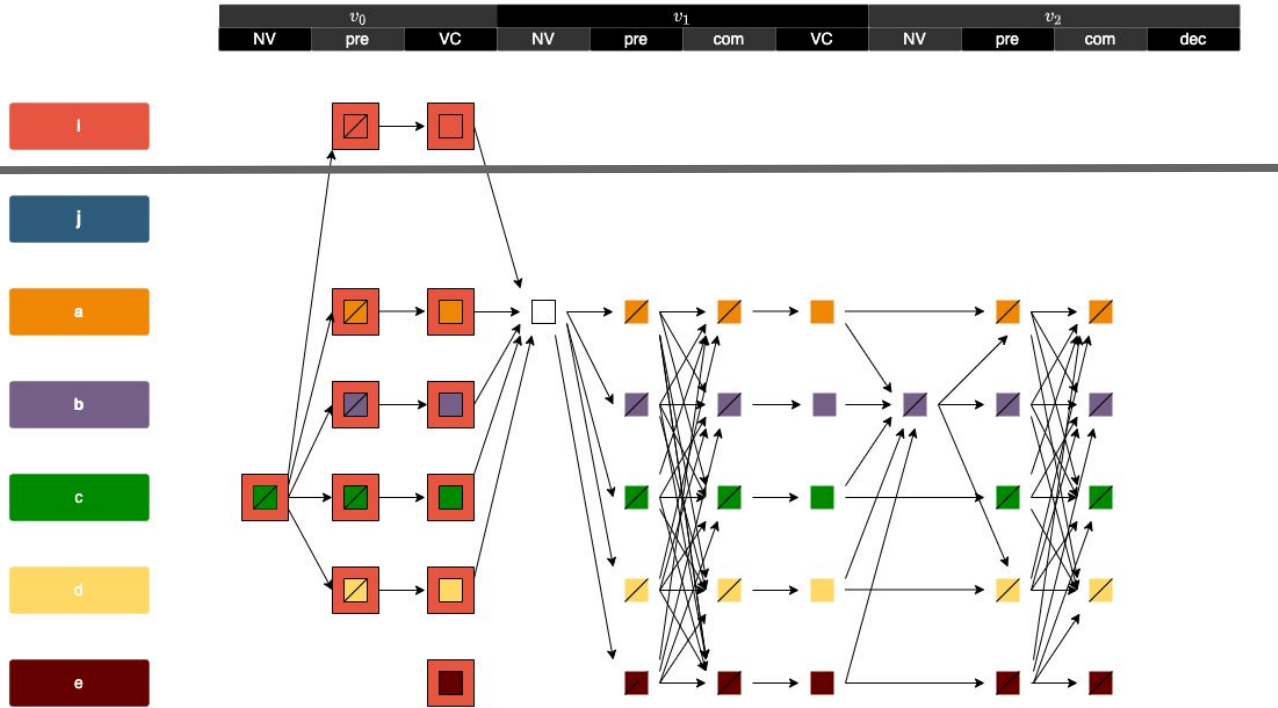 v₀ v₁ v₂
NV pre VC NV pre com VC NV pre com dec
i
j
a
b
c
d
e